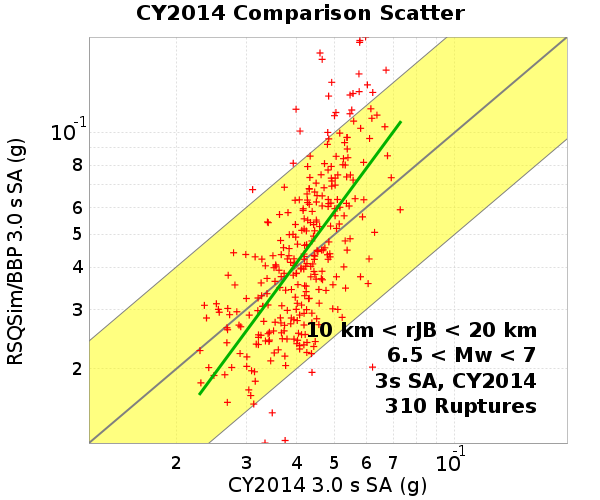 CY2014 Comparison Scatter
RSQSim/BBP 3.0 s SA (g)
10-1
8
6
5
4
3
2
10 km < rJB < 20 km
6.5 < Mw < 7
3s SA, CY2014
310 Ruptures
2 3 4 5 6 7 10-1
CY2014 3.0 s SA (g)